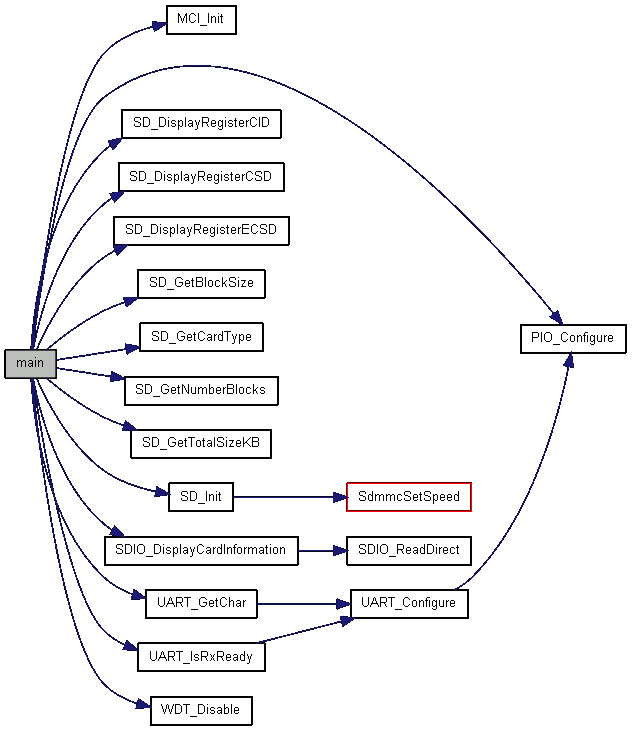 MCI_Init
SD_DisplayRegisterCID
SD_DisplayRegisterCSD
SD_DisplayRegisterECSD
SD_GetBlockSize
SD_GetCardType
PIO_Configure
main
SD_GetNumberBlocks
SD_GetTotalSizeKB
SD_Init
SdmmcSetSpeed
SDIO_DisplayCardInformation
SDIO_ReadDirect
UART_GetChar
UART_Configure
UART_IsRxReady
WDT_Disable